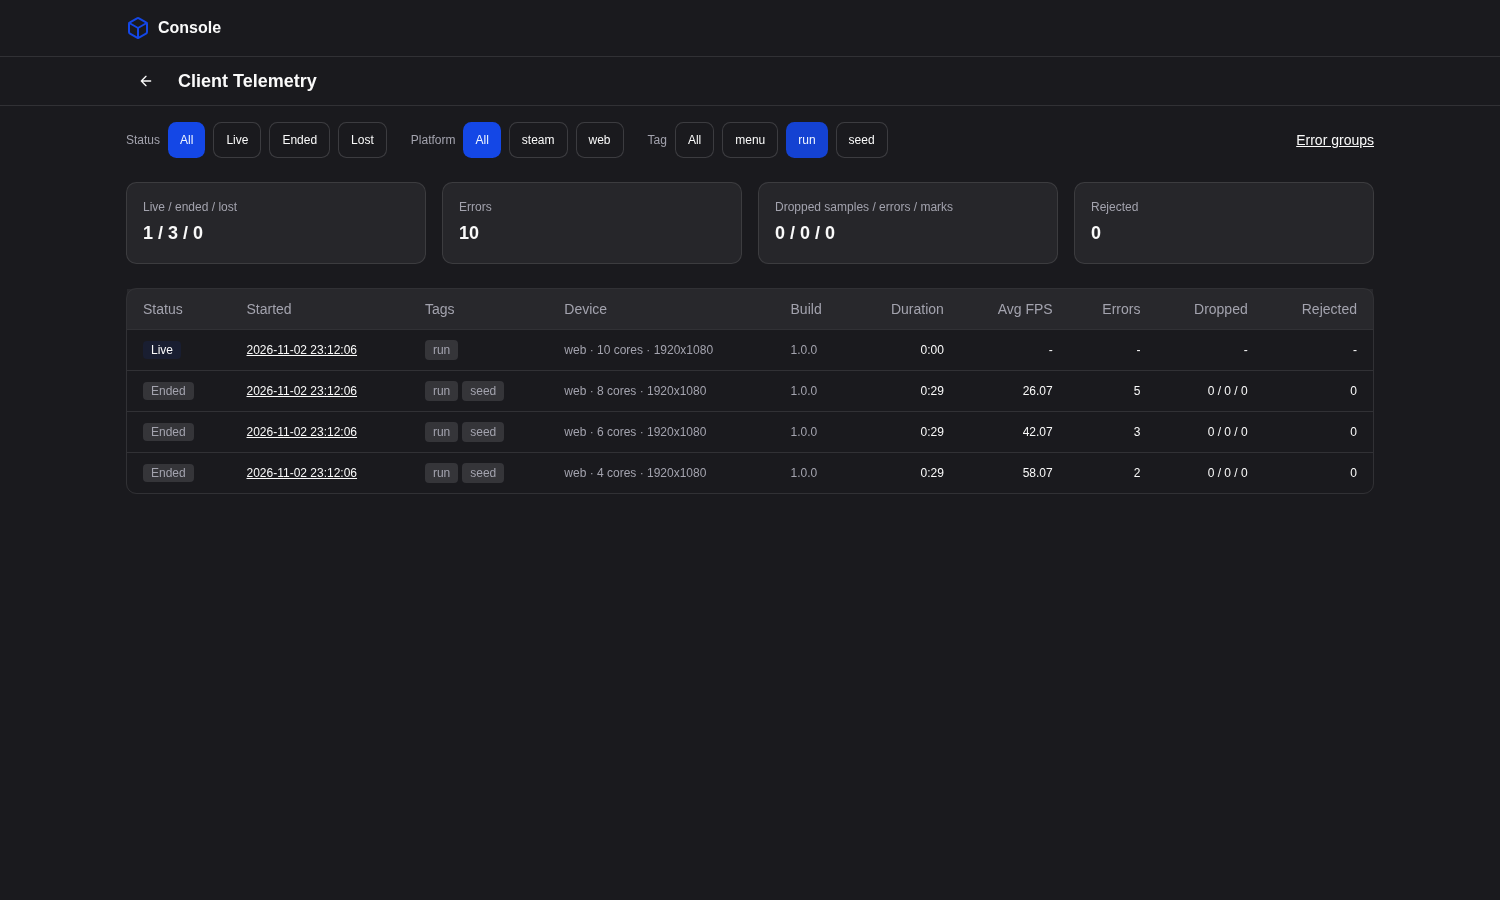 Console
Client Telemetry
Status All Live Ended Lost Platform All steam web Tag All menu run seed Error groups
Live / ended / lost Errors Dropped samples / errors / marks Rejected
1 / 3 / 0 10 0 / 0 / 0 0
Status Started Tags Device Build Duration Avg FPS Errors Dropped Rejected
Live 2026-11-02 23:12:06 run web · 10 cores · 1920x1080 1.0.0 0:00 - - - -
Ended 2026-11-02 23:12:06 run seed web · 8 cores · 1920x1080 1.0.0 0:29 26.07 5 0 / 0 / 0 0
Ended 2026-11-02 23:12:06 run seed web · 6 cores · 1920x1080 1.0.0 0:29 42.07 3 0 / 0 / 0 0
Ended 2026-11-02 23:12:06 run seed web · 4 cores · 1920x1080 1.0.0 0:29 58.07 2 0 / 0 / 0 0